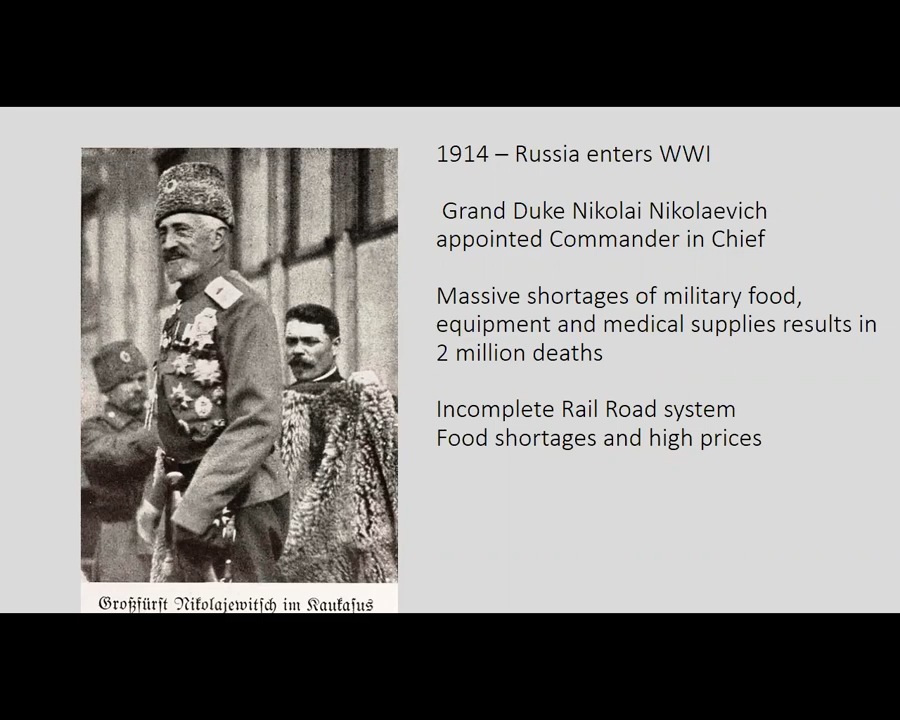 1914 – Russia enters WWI
Grand Duke Nikolai Nikolaevich
appointed Commander in Chief
Massive shortages of military food,
equipment and medical supplies results in
2 million deaths
Incomplete Rail Road system
Food shortages and high prices
Großfürst Nikolajewitsch im Kaukasus